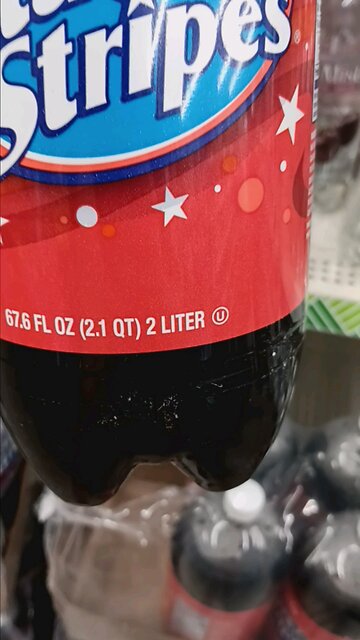 Stripes®
67.6 FL OZ (2.1 QT) 2 LITER Ⓤ